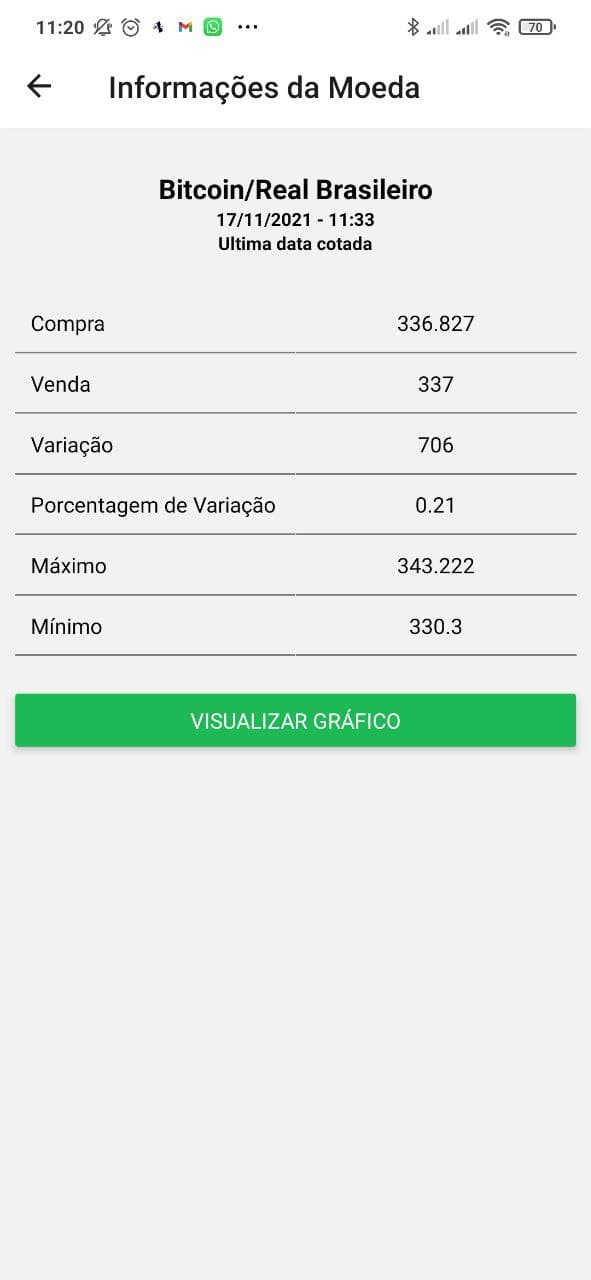 11:20
70
Informações da Moeda
Bitcoin/Real Brasileiro
17/11/2021 - 11:33
Ultima data cotada
Compra 336.827
Venda 337
Variação 706
Porcentagem de Variação 0.21
Máximo 343.222
Mínimo 330.3
VISUALIZAR GRÁFICO